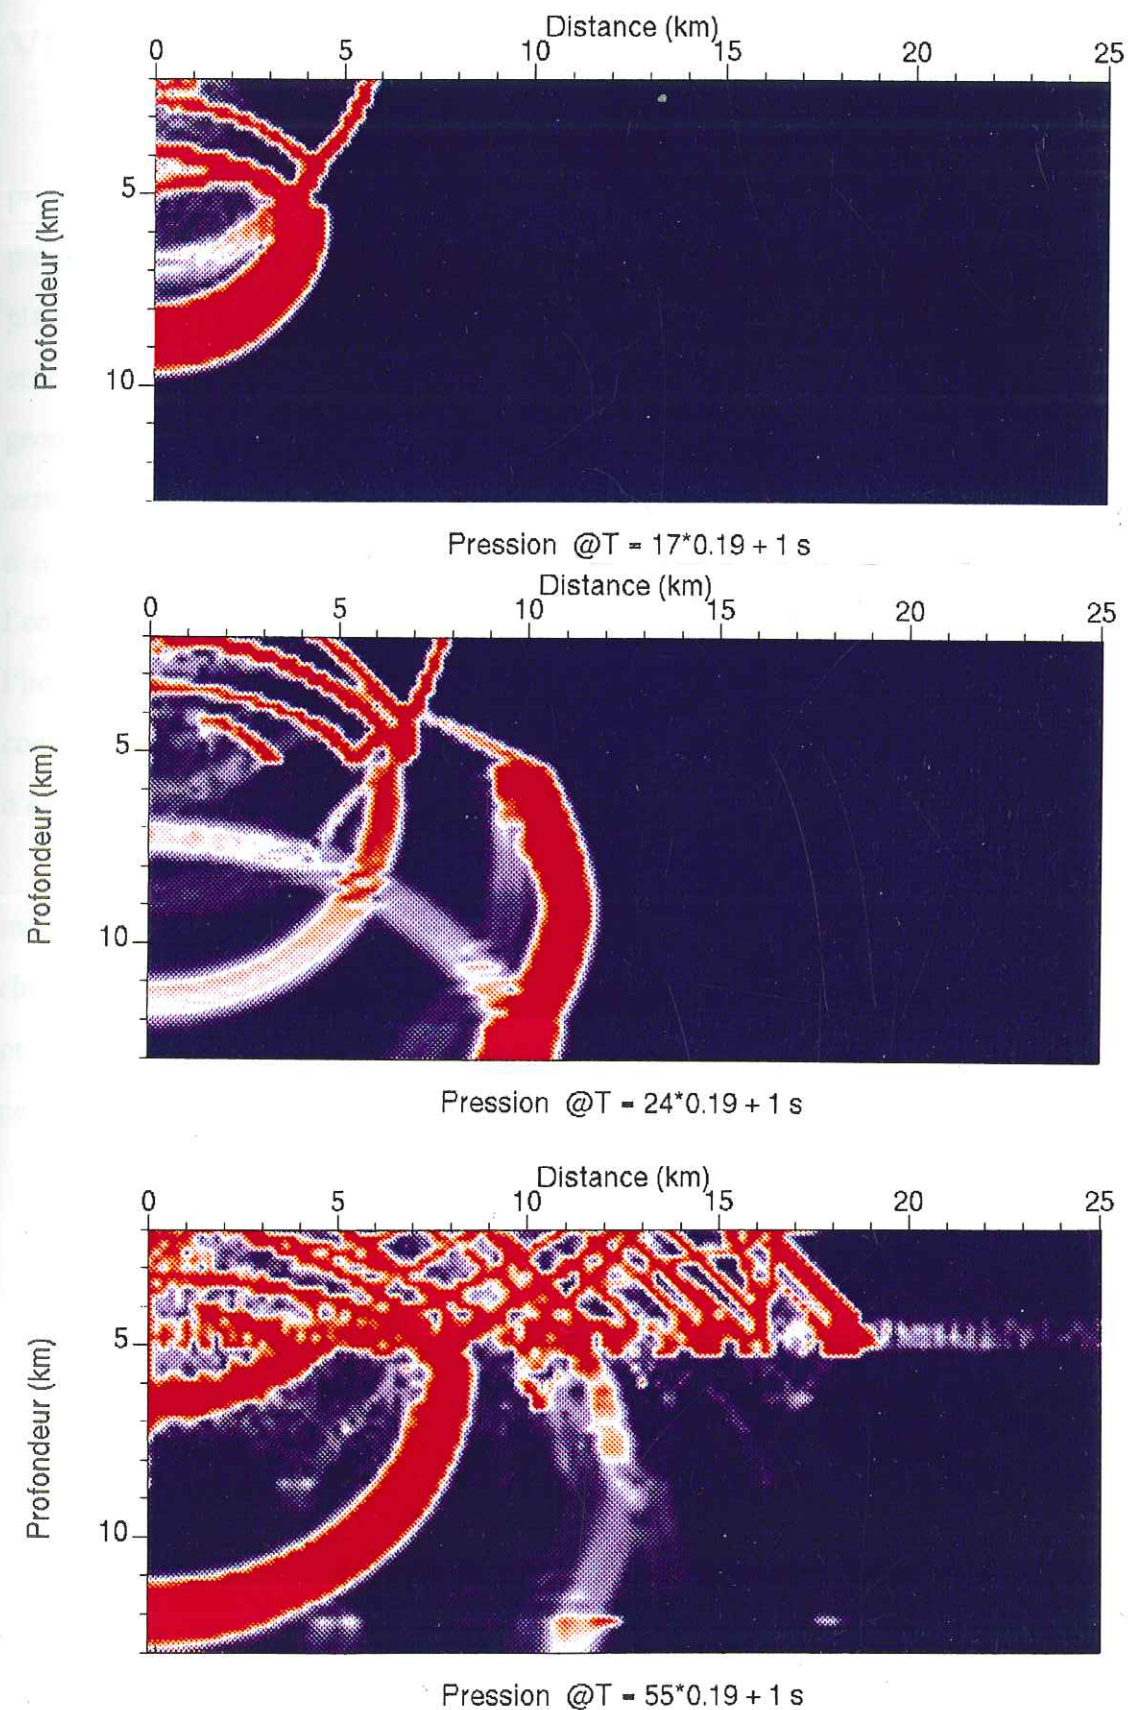 Distance (km)
0 5 10 15 20 25
Profondeur (km)
5
10
Pression @T = 17*0.19 + 1 s
Distance (km)
0 5 10 15 20 25
Profondeur (km)
5
10
Pression @T = 24*0.19 + 1 s
Distance (km)
0 5 10 15 20 25
Profondeur (km)
5
10
Pression @T = 55*0.19 + 1 s